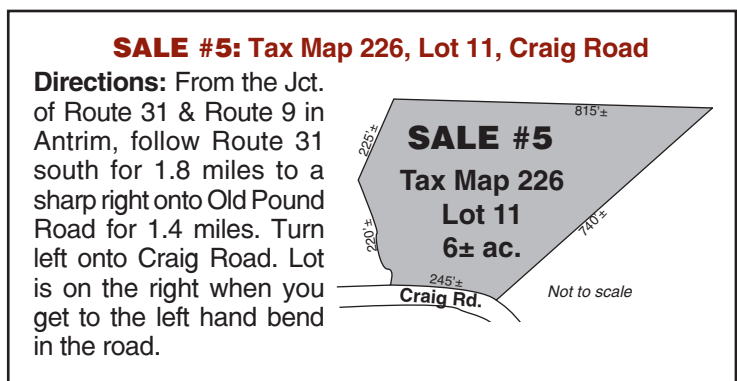 SALE #5: Tax Map 226, Lot 11, Craig Road
Directions: From the Jct.
of Route 31 & Route 9 in
Antrim, follow Route 31
south for 1.8 miles to a
sharp right onto Old Pound
Road for 1.4 miles. Turn
left onto Craig Road. Lot
is on the right when you
get to the left hand bend
in the road.
815'±
225'±
SALE #5
Tax Map 226
Lot 11
6± ac.
220'±
740'±
245'±
Craig Rd.
Not to scale